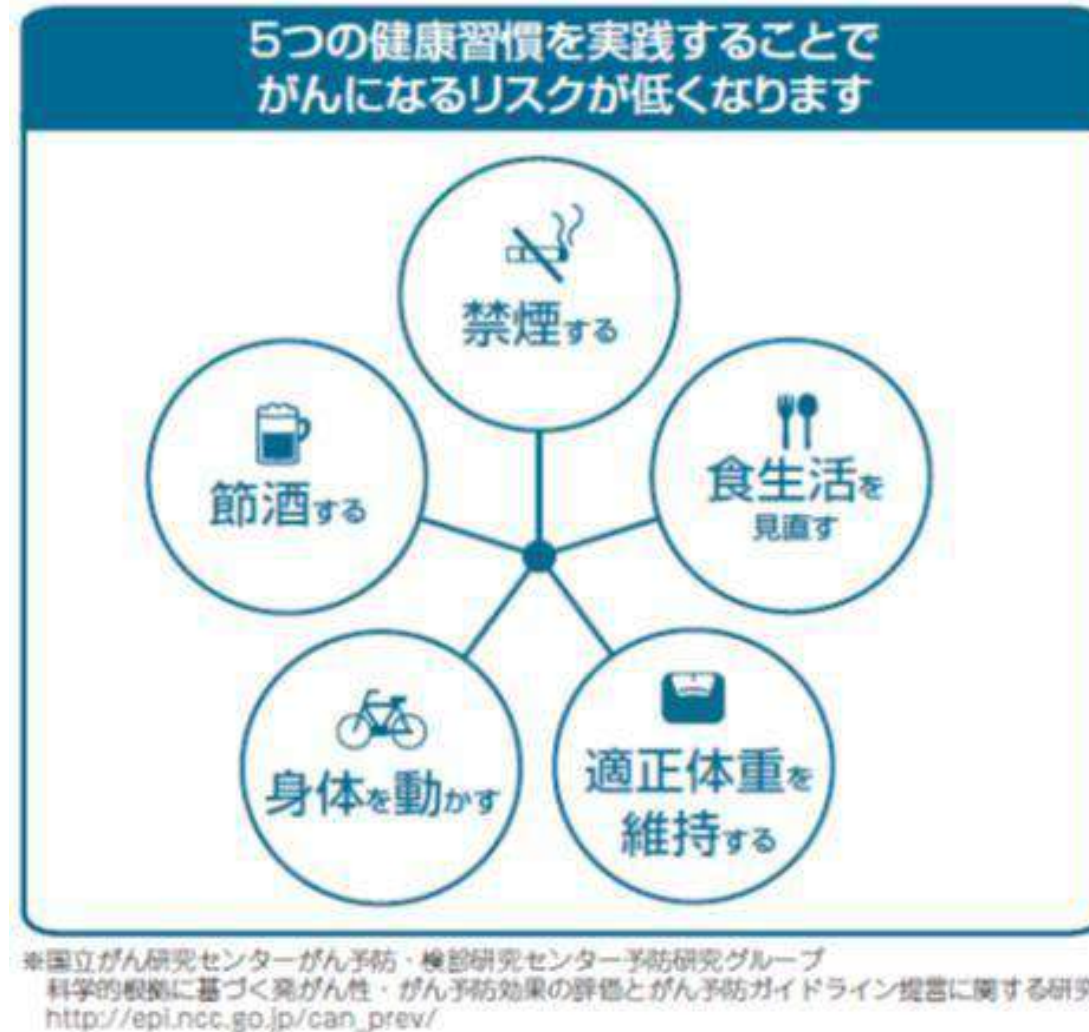 5つの健康習慣を実践することで
がんになるリスクが低くなります
禁煙する
食生活を
見直す
適正体重を
維持する
身体を動かす
節酒する
※国立がん研究センターがん予防・検診研究センター予防研究グループ
科学的根拠に基づく発がん性・がん予防効果の評価とがん予防ガイドライン提言に関する研究
http://epi.ncc.go.jp/can_prev/